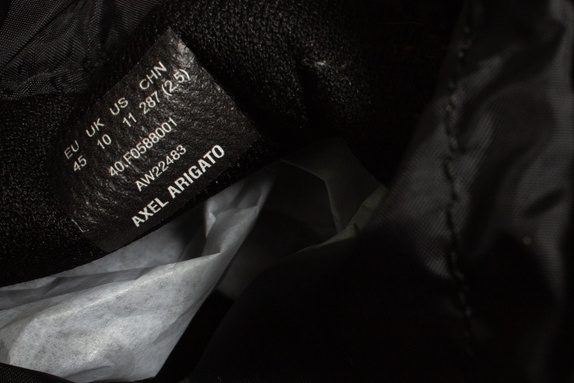 EU UK US CHN
45 10 11 287 (2.5)
40.F0588001
AW22483
AXEL ARIGATO